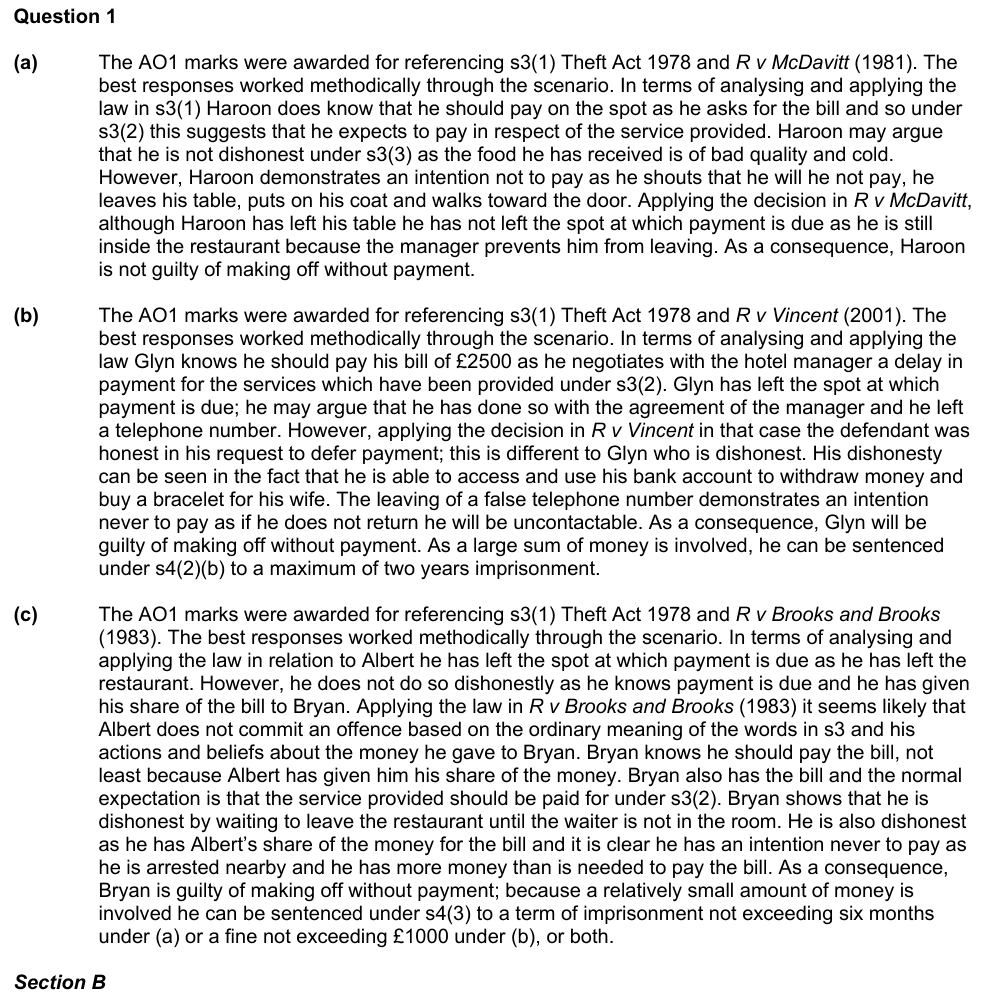 Question 1
(a) The AO1 marks were awarded for referencing s3(1) Theft Act 1978 and R v McDavitt (1981). The
best responses worked methodically through the scenario. In terms of analysing and applying the
law in s3(1) Haroon does know that he should pay on the spot as he asks for the bill and so under
s3(2) this suggests that he expects to pay in respect of the service provided. Haroon may argue
that he is not dishonest under s3(3) as the food he has received is of bad quality and cold.
However, Haroon demonstrates an intention not to pay as he shouts that he will he not pay, he
leaves his table, puts on his coat and walks toward the door. Applying the decision in R v McDavitt,
although Haroon has left his table he has not left the spot at which payment is due as he is still
inside the restaurant because the manager prevents him from leaving. As a consequence, Haroon
is not guilty of making off without payment.
(b) The AO1 marks were awarded for referencing s3(1) Theft Act 1978 and R v Vincent (2001). The
best responses worked methodically through the scenario. In terms of analysing and applying the
law Glyn knows he should pay his bill of £2500 as he negotiates with the hotel manager a delay in
payment for the services which have been provided under s3(2). Glyn has left the spot at which
payment is due; he may argue that he has done so with the agreement of the manager and he left
a telephone number. However, applying the decision in R v Vincent in that case the defendant was
honest in his request to defer payment; this is different to Glyn who is dishonest. His dishonesty
can be seen in the fact that he is able to access and use his bank account to withdraw money and
buy a bracelet for his wife. The leaving of a false telephone number demonstrates an intention
never to pay as if he does not return he will be uncontactable. As a consequence, Glyn will be
guilty of making off without payment. As a large sum of money is involved, he can be sentenced
under s4(2)(b) to a maximum of two years imprisonment.
(c) The AO1 marks were awarded for referencing s3(1) Theft Act 1978 and R v Brooks and Brooks
(1983). The best responses worked methodically through the scenario. In terms of analysing and
applying the law in relation to Albert he has left the spot at which payment is due as he has left the
restaurant. However, he does not do so dishonestly as he knows payment is due and he has given
his share of the bill to Bryan. Applying the law in R v Brooks and Brooks (1983) it seems likely that
Albert does not commit an offence based on the ordinary meaning of the words in s3 and his
actions and beliefs about the money he gave to Bryan. Bryan knows he should pay the bill, not
least because Albert has given him his share of the money. Bryan also has the bill and the normal
expectation is that the service provided should be paid for under s3(2). Bryan shows that he is
dishonest by waiting to leave the restaurant until the waiter is not in the room. He is also dishonest
as he has Albert's share of the money for the bill and it is clear he has an intention never to pay as
he is arrested nearby and he has more money than is needed to pay the bill. As a consequence,
Bryan is guilty of making off without payment; because a relatively small amount of money is
involved he can be sentenced under s4(3) to a term of imprisonment not exceeding six months
under (a) or a fine not exceeding £1000 under (b), or both.
Section B